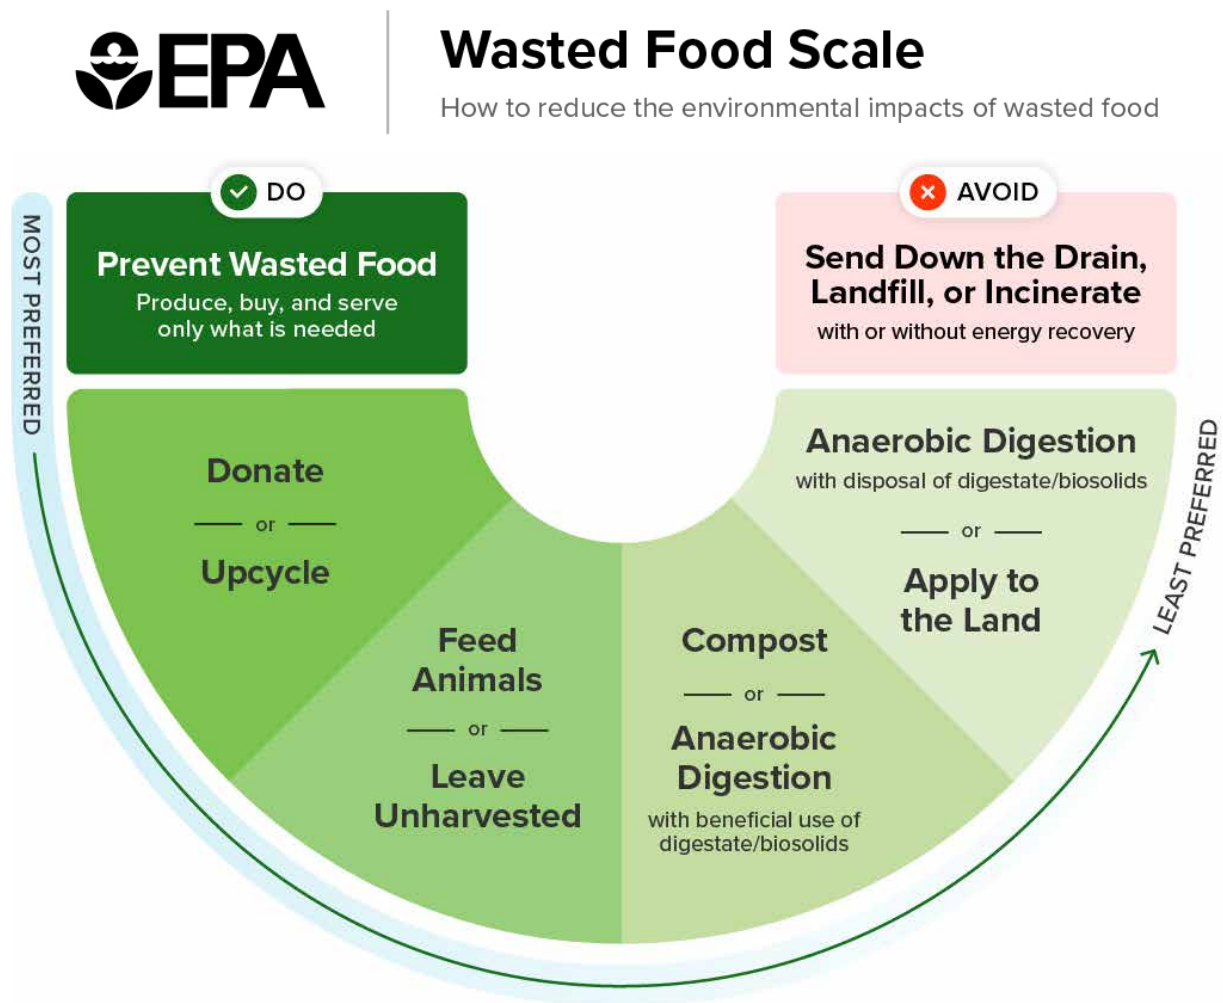 EPA
Wasted Food Scale
How to reduce the environmental impacts of wasted food
MOST PREFERRED
DO
Prevent Wasted Food
Produce, buy, and serve
only what is needed
Donate
or
Upcycle
Feed
Animals
or
Leave
Unharvested
Compost
or
Anaerobic
Digestion
with beneficial use of
digestate/biosolids
Anaerobic Digestion
with disposal of digestate/biosolids
or
Apply to
the Land
AVOID
Send Down the Drain,
Landfill, or Incinerate
with or without energy recovery
LEAST PREFERRED